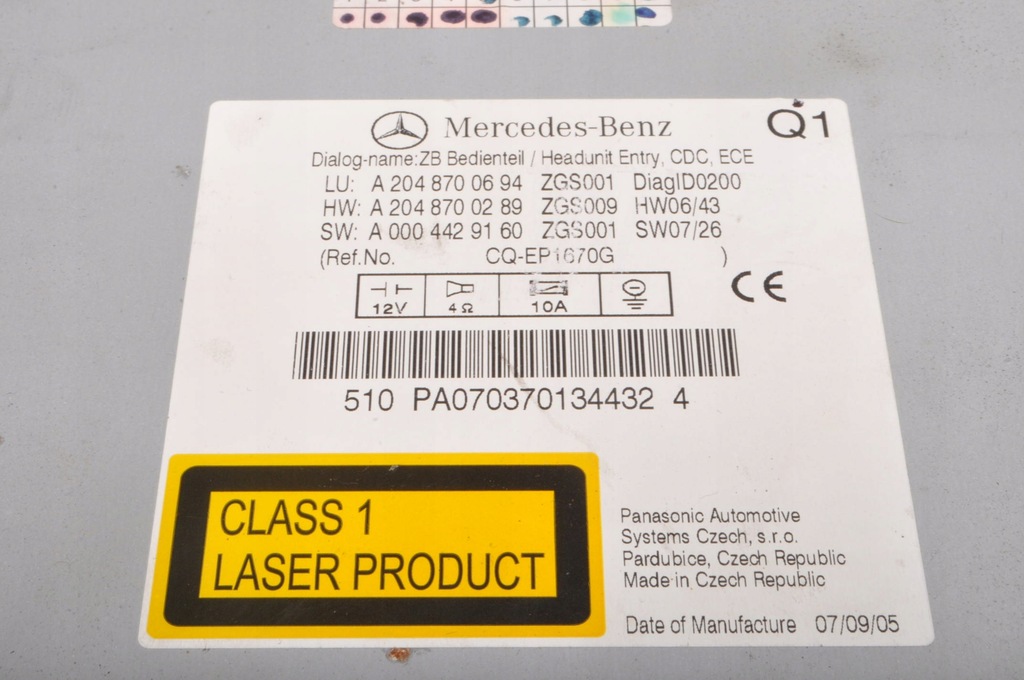 Mercedes-Benz
Q1
Dialog-name:ZB Bedienteil / Headunit Entry, CDC, ECE
LU: A 204 870 06 94 ZGS001 DiagID0200
HW: A 204 870 02 89 ZGS009 HW06/43
SW: A 000 442 91 60 ZGS001 SW07/26
(Ref.No. CQ-EP1670G )
12V 4Ω 10A
CE
510 PA070370134432 4
CLASS 1
LASER PRODUCT
Panasonic Automotive
Systems Czech, s.r.o.
Pardubice, Czech Republic
Made in Czech Republic
Date of Manufacture 07/09/05